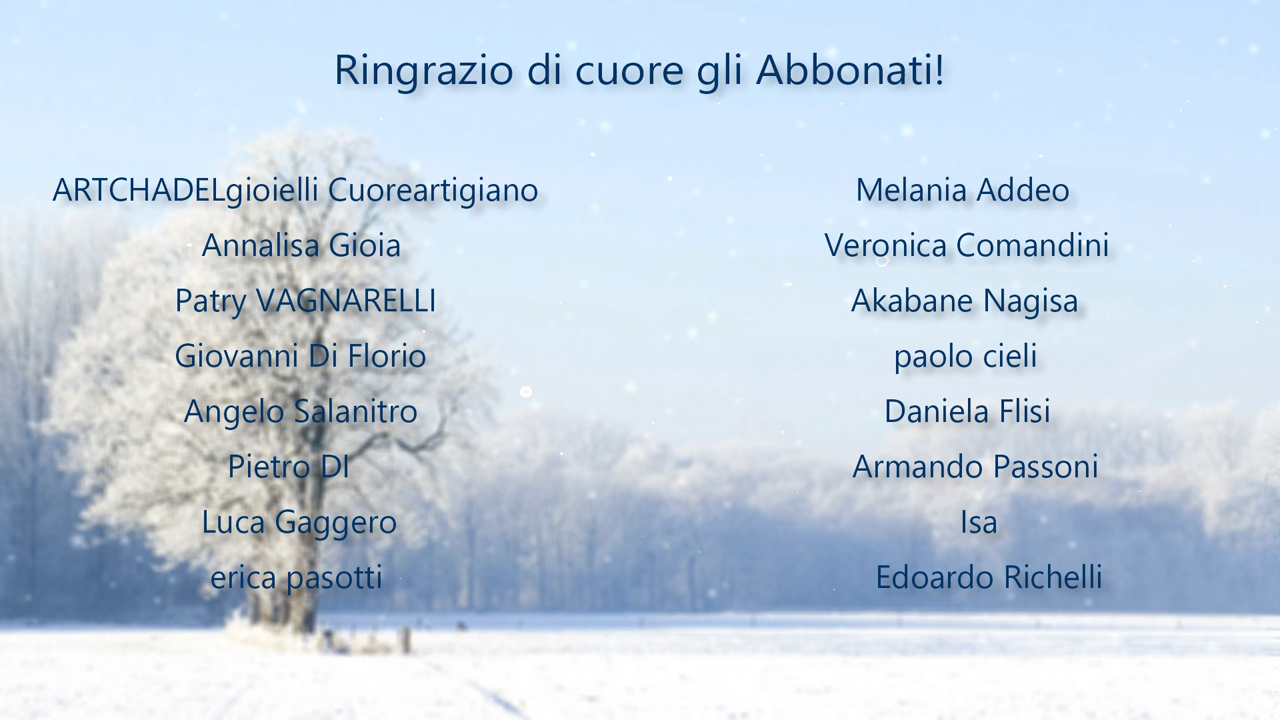 Ringrazio di cuore gli Abbonati!
ARTCHADELgioielli Cuoreartigiano
Annalisa Gioia
Patry VAGNARELLI
Giovanni Di Florio
Angelo Salanitro
Pietro DI
Luca Gaggero
erica pasotti
Melania Addeo
Veronica Comandini
Akabane Nagisa
paolo cieli
Daniela Flisi
Armando Passoni
Isa
Edoardo Richelli